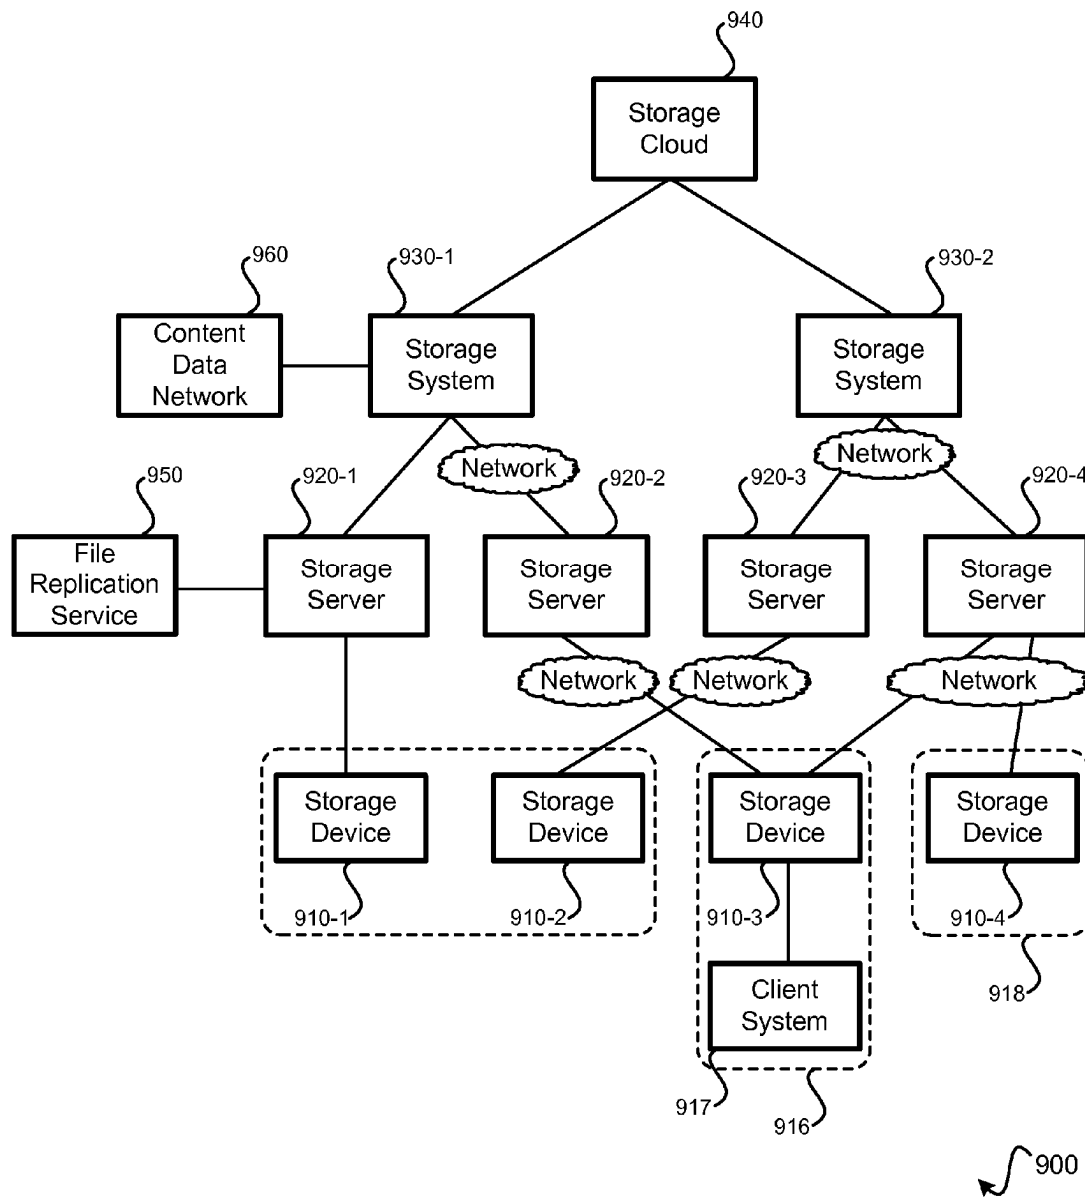 940
Storage
Cloud
960
930-1
930-2
Content
Data
Network
Storage
System
Storage
System
Network
Network
950
920-1
920-2
920-3
920-4
File
Replication
Service
Storage
Server
Storage
Server
Storage
Server
Storage
Server
Network
Network
Network
Storage
Device
Storage
Device
Storage
Device
Storage
Device
910-1
910-2
910-3
910-4
Client
System
918
917
916
900